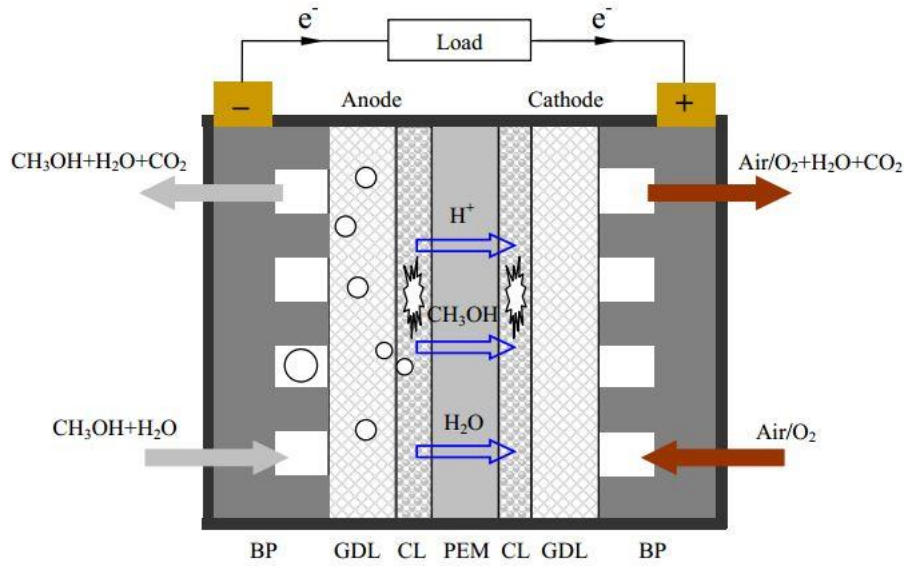 e⁻ e⁻
Load
− +
Anode Cathode
CH₃OH+H₂O+CO₂ Air/O₂+H₂O+CO₂
H⁺
CH₃OH
CH₃OH+H₂O H₂O Air/O₂
BP GDL CL PEM CL GDL BP